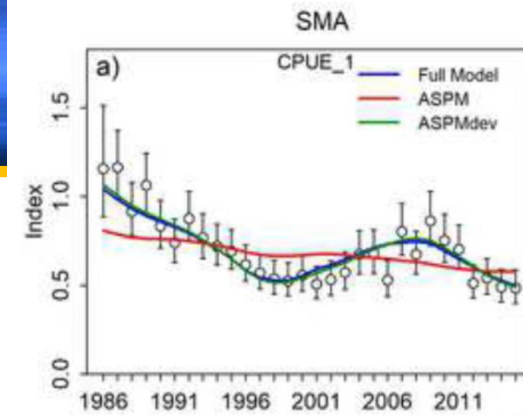 SMA
a)
CPUE_1
Full Model
ASPM
ASPMdev
Index
1.5
1.0
0.5
0.0
1986 1991 1996 2001 2006 2011